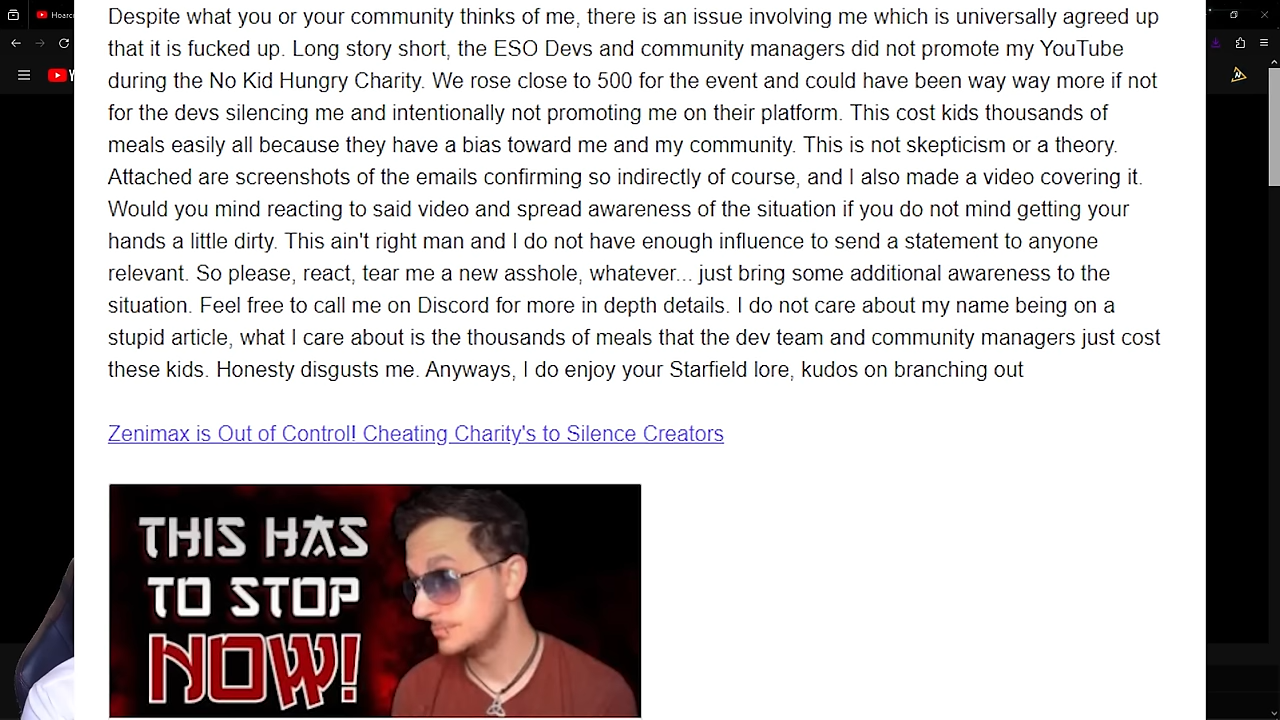 Hoarc
Despite what you or your community thinks of me, there is an issue involving me which is universally agreed up
that it is fucked up. Long story short, the ESO Devs and community managers did not promote my YouTube
during the No Kid Hungry Charity. We rose close to 500 for the event and could have been way way more if not
for the devs silencing me and intentionally not promoting me on their platform. This cost kids thousands of
meals easily all because they have a bias toward me and my community. This is not skepticism or a theory.
Attached are screenshots of the emails confirming so indirectly of course, and I also made a video covering it.
Would you mind reacting to said video and spread awareness of the situation if you do not mind getting your
hands a little dirty. This ain't right man and I do not have enough influence to send a statement to anyone
relevant. So please, react, tear me a new asshole, whatever... just bring some additional awareness to the
situation. Feel free to call me on Discord for more in depth details. I do not care about my name being on a
stupid article, what I care about is the thousands of meals that the dev team and community managers just cost
these kids. Honesty disgusts me. Anyways, I do enjoy your Starfield lore, kudos on branching out
Zenimax is Out of Control! Cheating Charity's to Silence Creators
THIS HAS
TO STOP
NOW!